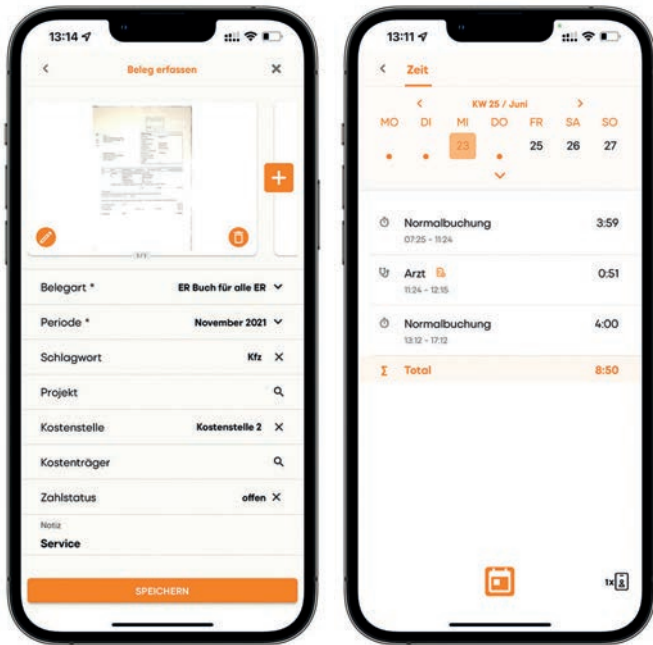 13:14
Beleg erfassen
1/1
Belegart * ER Buch für alle ER
Periode * November 2021
Schlagwort Kfz
Projekt
Kostenstelle Kostenstelle 2
Kostenträger
Zahlstatus offen
Notiz
Service
SPEICHERN
13:11
Zeit
KW 25 / Juni
MO DI MI DO FR SA SO
23 25 26 27
Normalbuchung 3:59
07:25 - 11:24
Arzt 0:51
11:24 - 12:15
Normalbuchung 4:00
13:12 - 17:12
Σ Total 8:50
1x